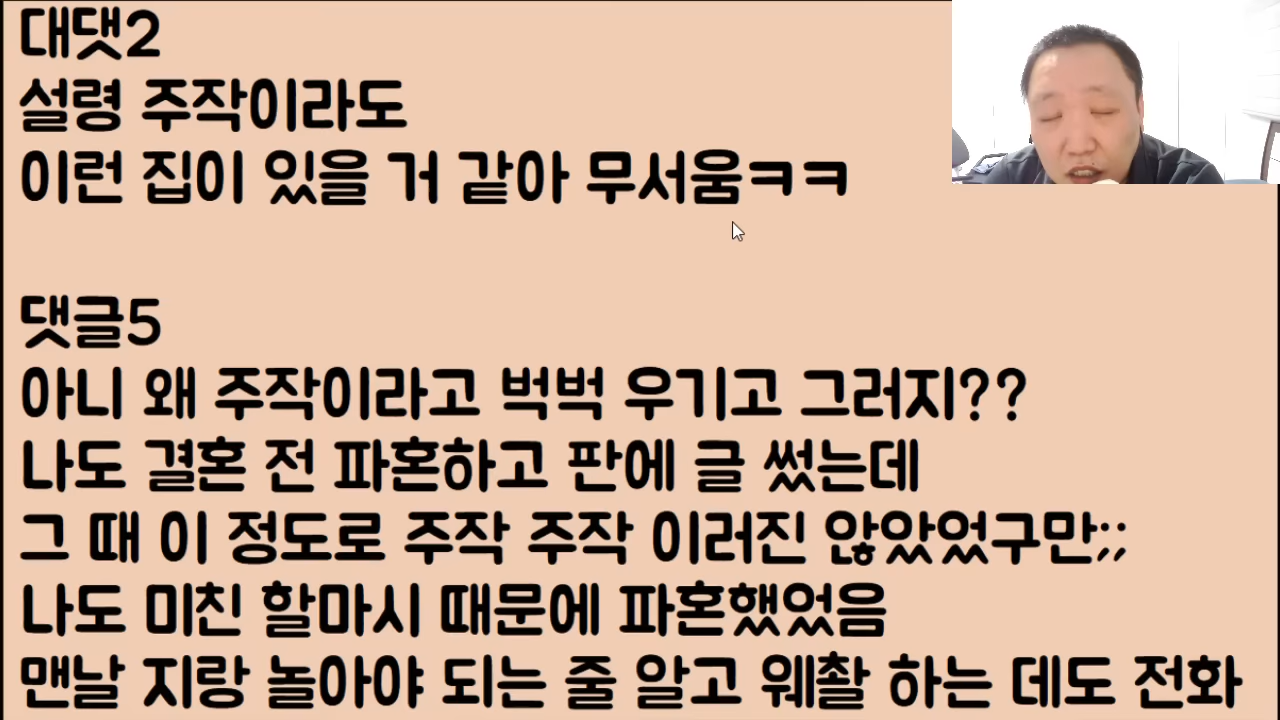 대댓2
설령 주작이라도
이런 집이 있을 거 같아 무서움ㅋㅋ
댓글5
아니 왜 주작이라고 벅벅 우기고 그러지??
나도 결혼 전 파혼하고 판에 글 썼는데
그 때 이 정도로 주작 주작 이러진 않았었구만;;
나도 미친 할마시 때문에 파혼했었음
맨날 지랑 놀아야 되는 줄 알고 웨촬 하는 데도 전화